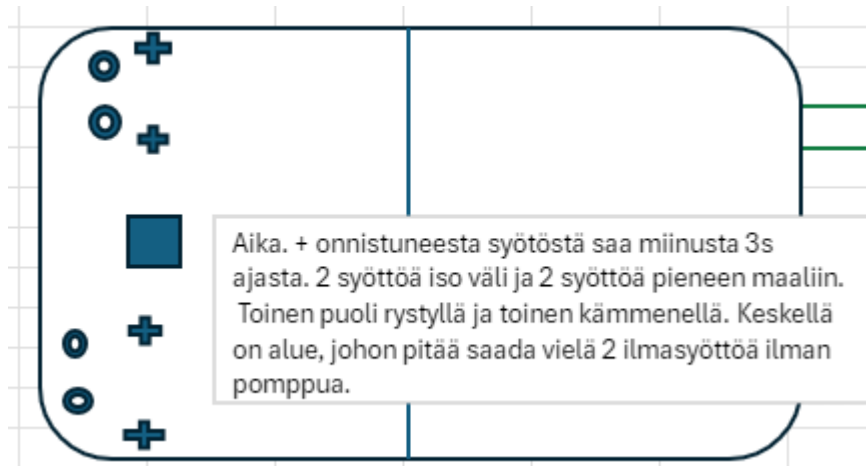 Aika. + onnistuneesta syötöstä saa miinusta 3s
ajasta. 2 syöttöä iso väli ja 2 syöttöä pieneen maaliin.
Toinen puoli rystyllä ja toinen kämmenellä. Keskellä
on alue, johon pitää saada vielä 2 ilmasyöttöä ilman
pomppua.